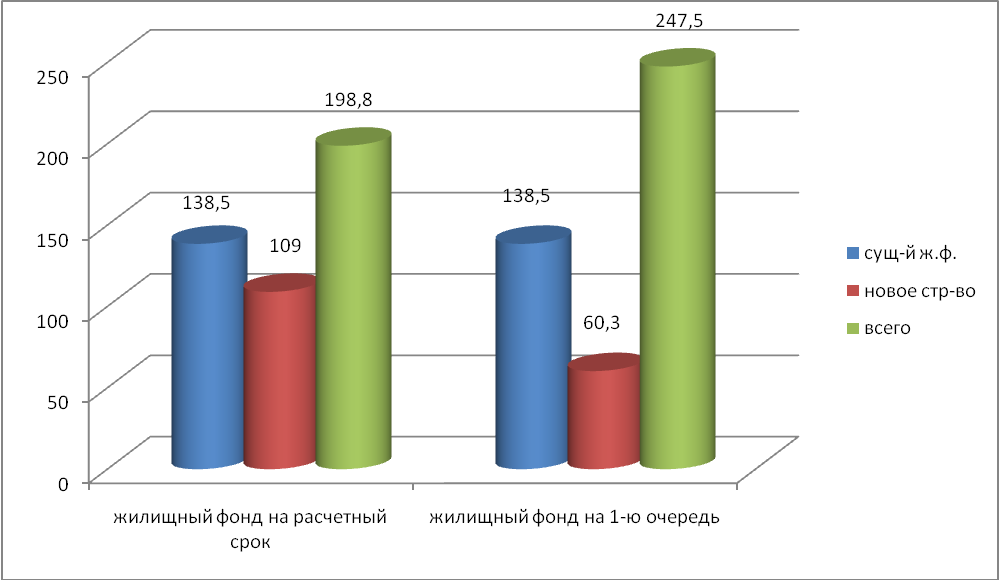 247,5
250
198,8
200
138,5
138,5
150
109
сущ-й ж.ф.
100
новое стр-во
60,3
всего
50
0
жилищный фонд на расчетный
срок
жилищный фонд на 1-ю очередь